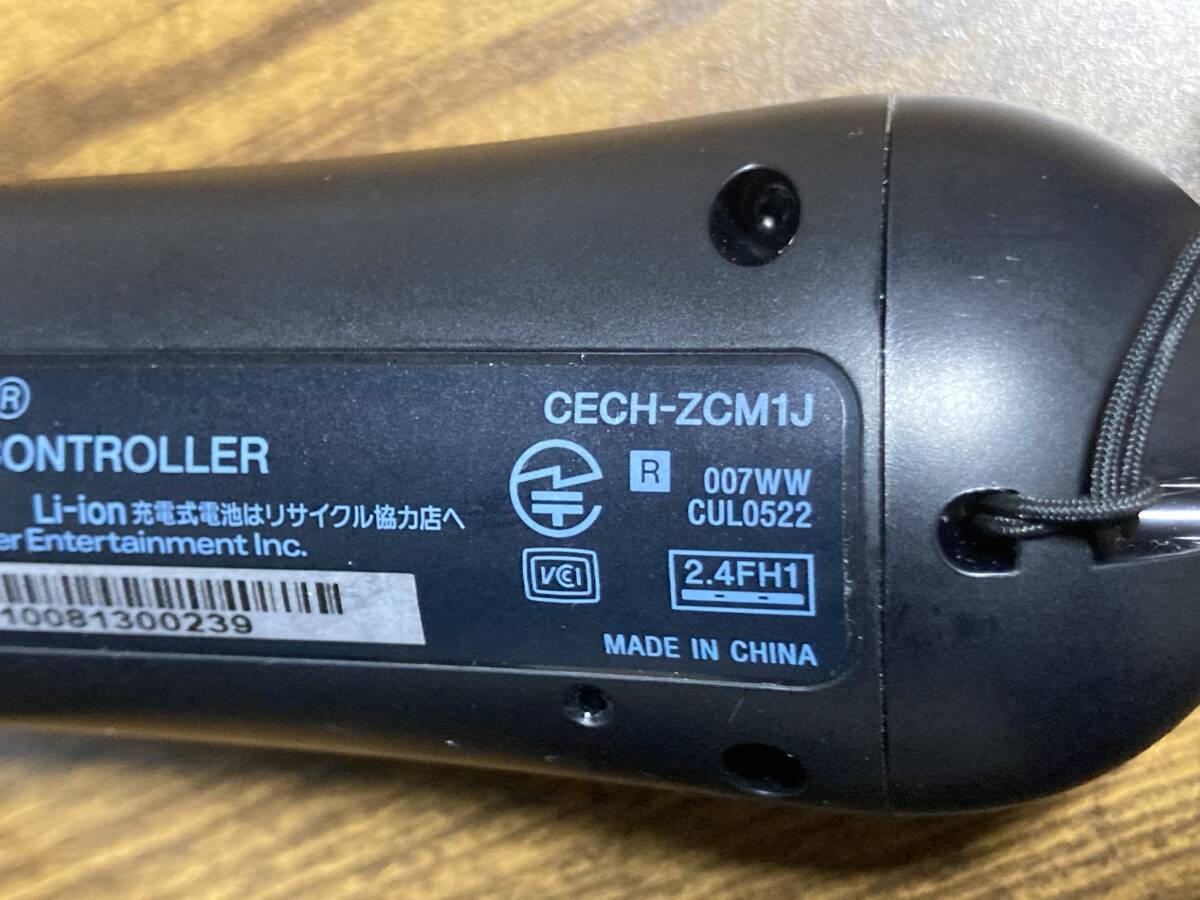 ®
CECH-ZCM1J
CONTROLLER
R 007WW
CUL0522
Li-ion 充電式電池はリサイクル協力店へ
er Entertainment Inc.
VCI
2.4FH1
10081300239
MADE IN CHINA